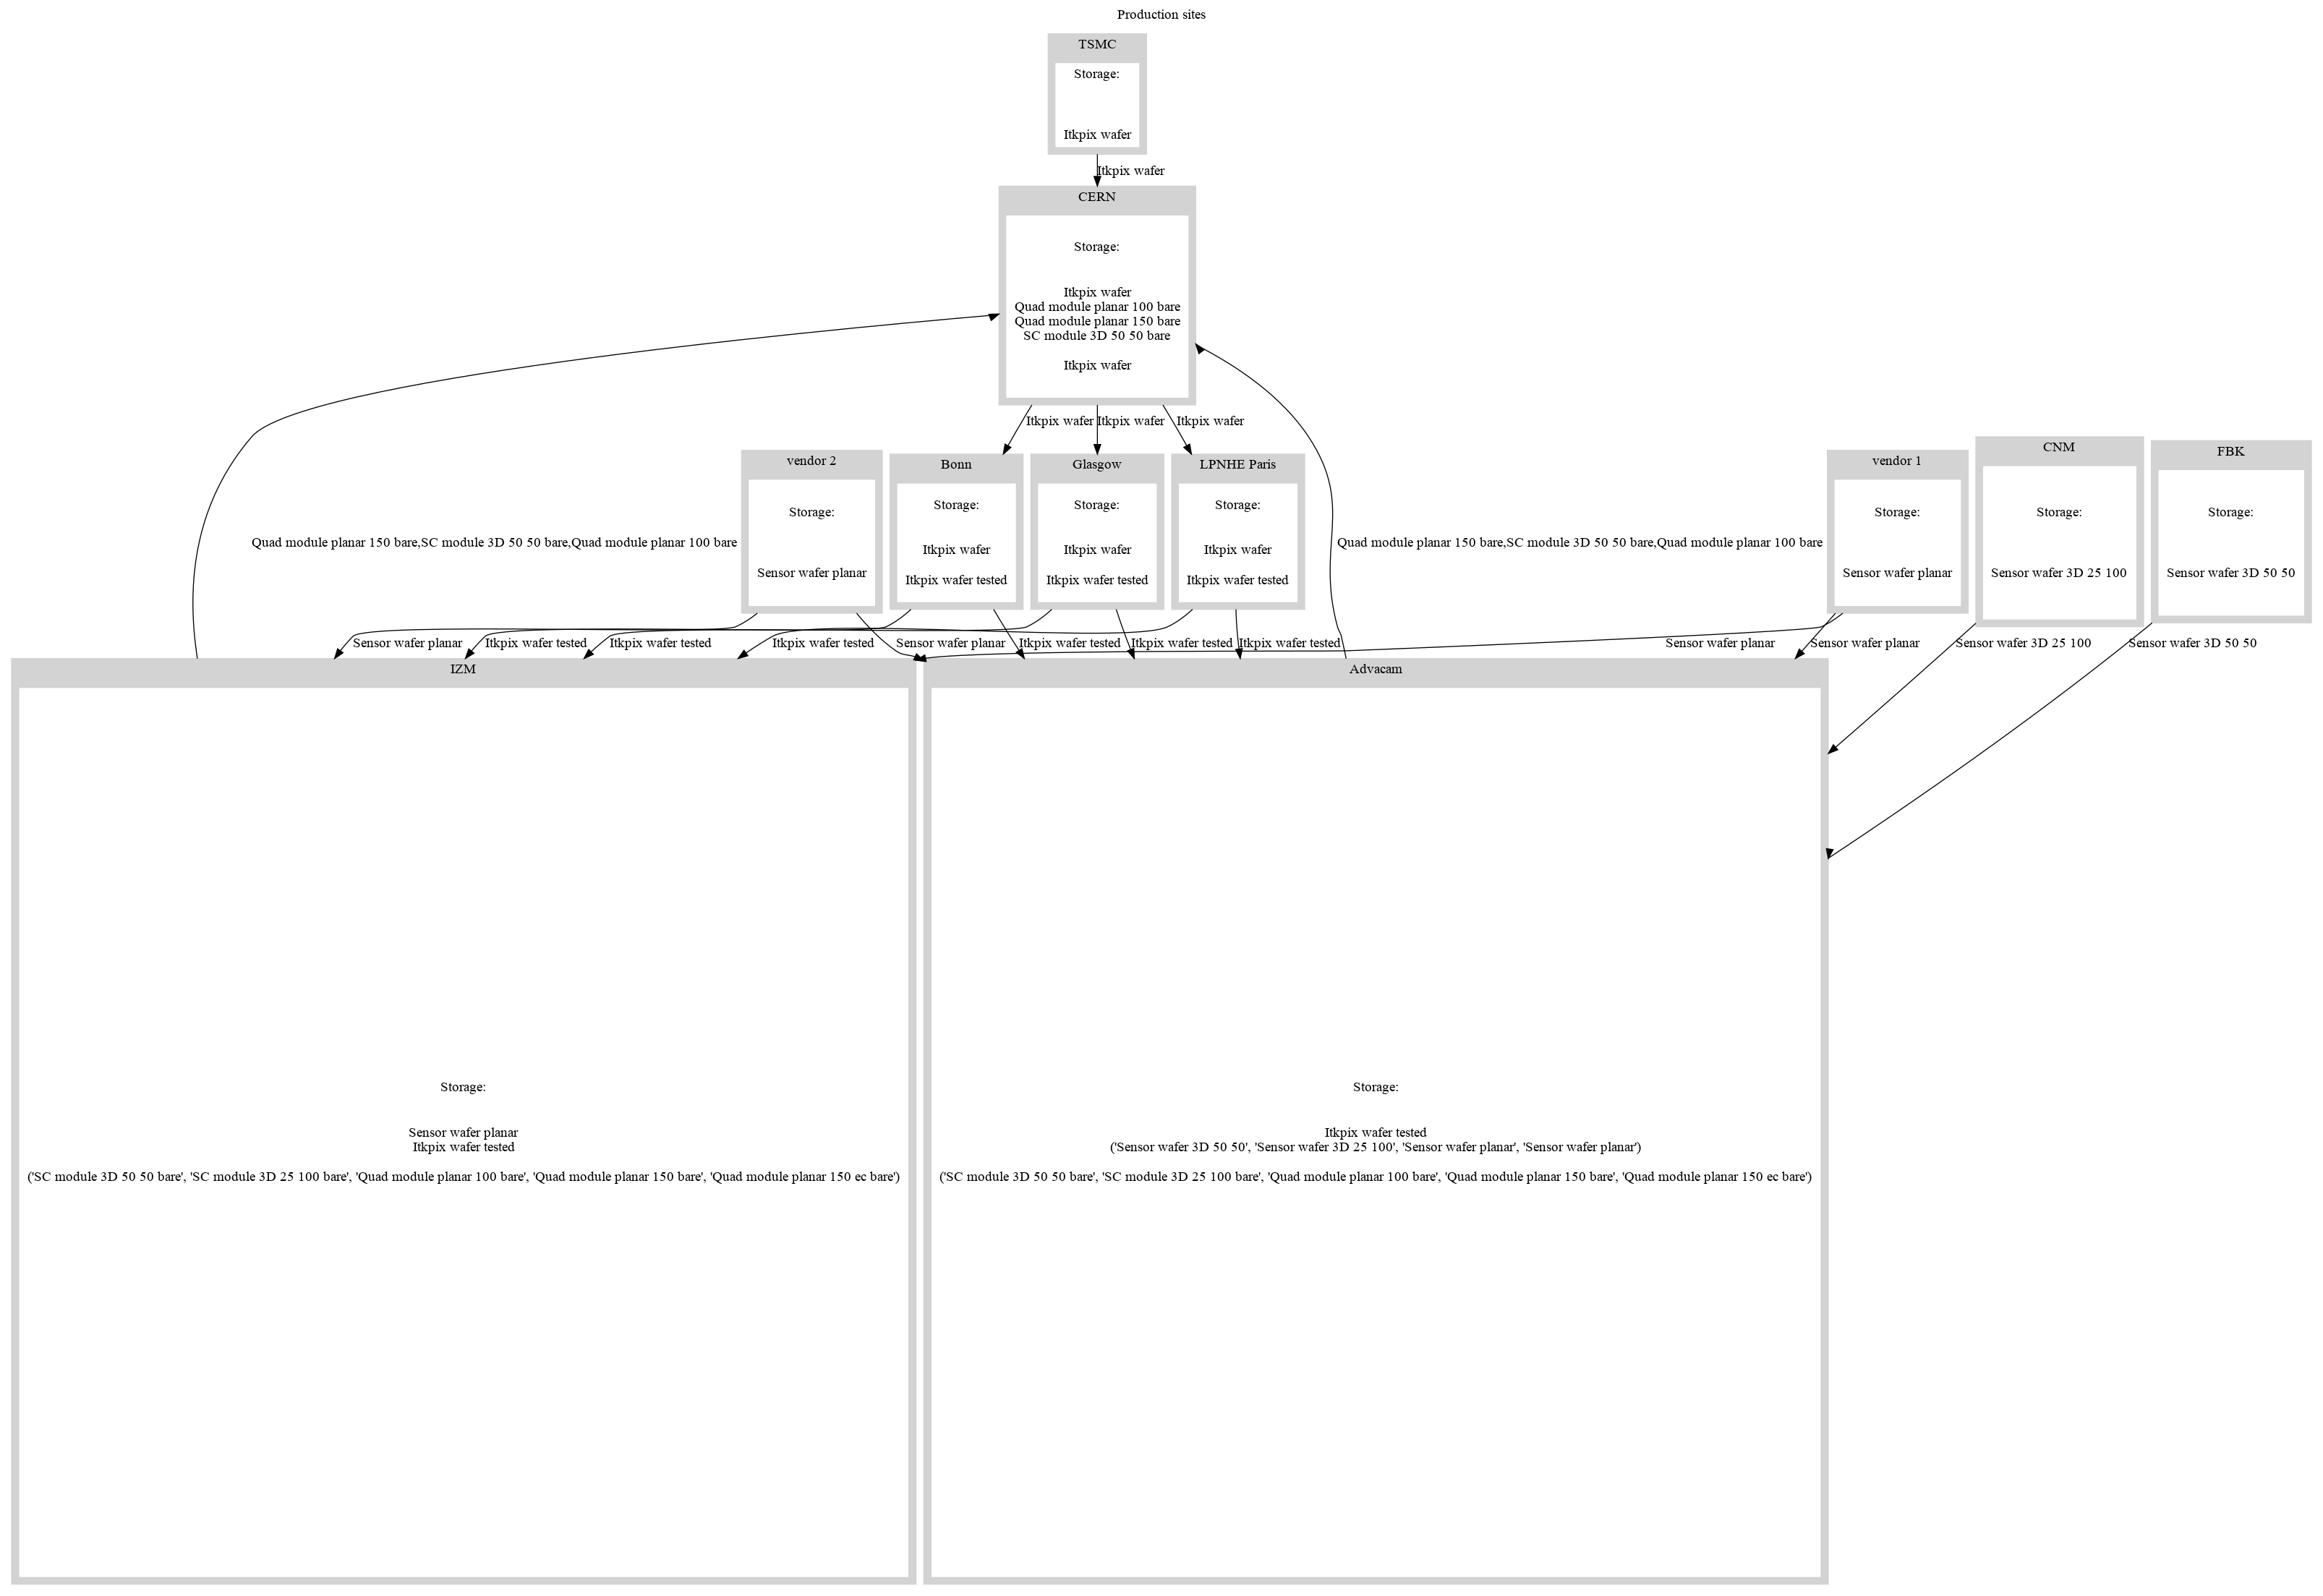 Production sites
TSMC
Storage:
Itkpix wafer
Itkpix wafer
CERN
Storage:
Itkpix wafer
Quad module planar 100 bare
Quad module planar 150 bare
SC module 3D 50 50 bare
Itkpix wafer
Itkpix wafer
Itkpix wafer
Itkpix wafer
vendor 2
Storage:
Sensor wafer planar
Bonn
Storage:
Itkpix wafer
Itkpix wafer tested
Glasgow
Storage:
Itkpix wafer
Itkpix wafer tested
LPNHE Paris
Storage:
Itkpix wafer
Itkpix wafer tested
vendor 1
Storage:
Sensor wafer planar
CNM
Storage:
Sensor wafer 3D 25 100
FBK
Storage:
Sensor wafer 3D 50 50
Quad module planar 150 bare,SC module 3D 50 50 bare,Quad module planar 100 bare
Quad module planar 150 bare,SC module 3D 50 50 bare,Quad module planar 100 bare
Sensor wafer planar
Itkpix wafer tested
Itkpix wafer tested
Itkpix wafer tested
Sensor wafer planar
Itkpix wafer tested
Itkpix wafer tested
Itkpix wafer tested
Sensor wafer planar
Sensor wafer planar
Sensor wafer 3D 25 100
Sensor wafer 3D 50 50
IZM
Storage:
Sensor wafer planar
Itkpix wafer tested
('SC module 3D 50 50 bare', 'SC module 3D 25 100 bare', 'Quad module planar 100 bare', 'Quad module planar 150 bare', 'Quad module planar 150 ec bare')
Advacam
Storage:
Itkpix wafer tested
('Sensor wafer 3D 50 50', 'Sensor wafer 3D 25 100', 'Sensor wafer planar', 'Sensor wafer planar')
('SC module 3D 50 50 bare', 'SC module 3D 25 100 bare', 'Quad module planar 100 bare', 'Quad module planar 150 bare', 'Quad module planar 150 ec bare')